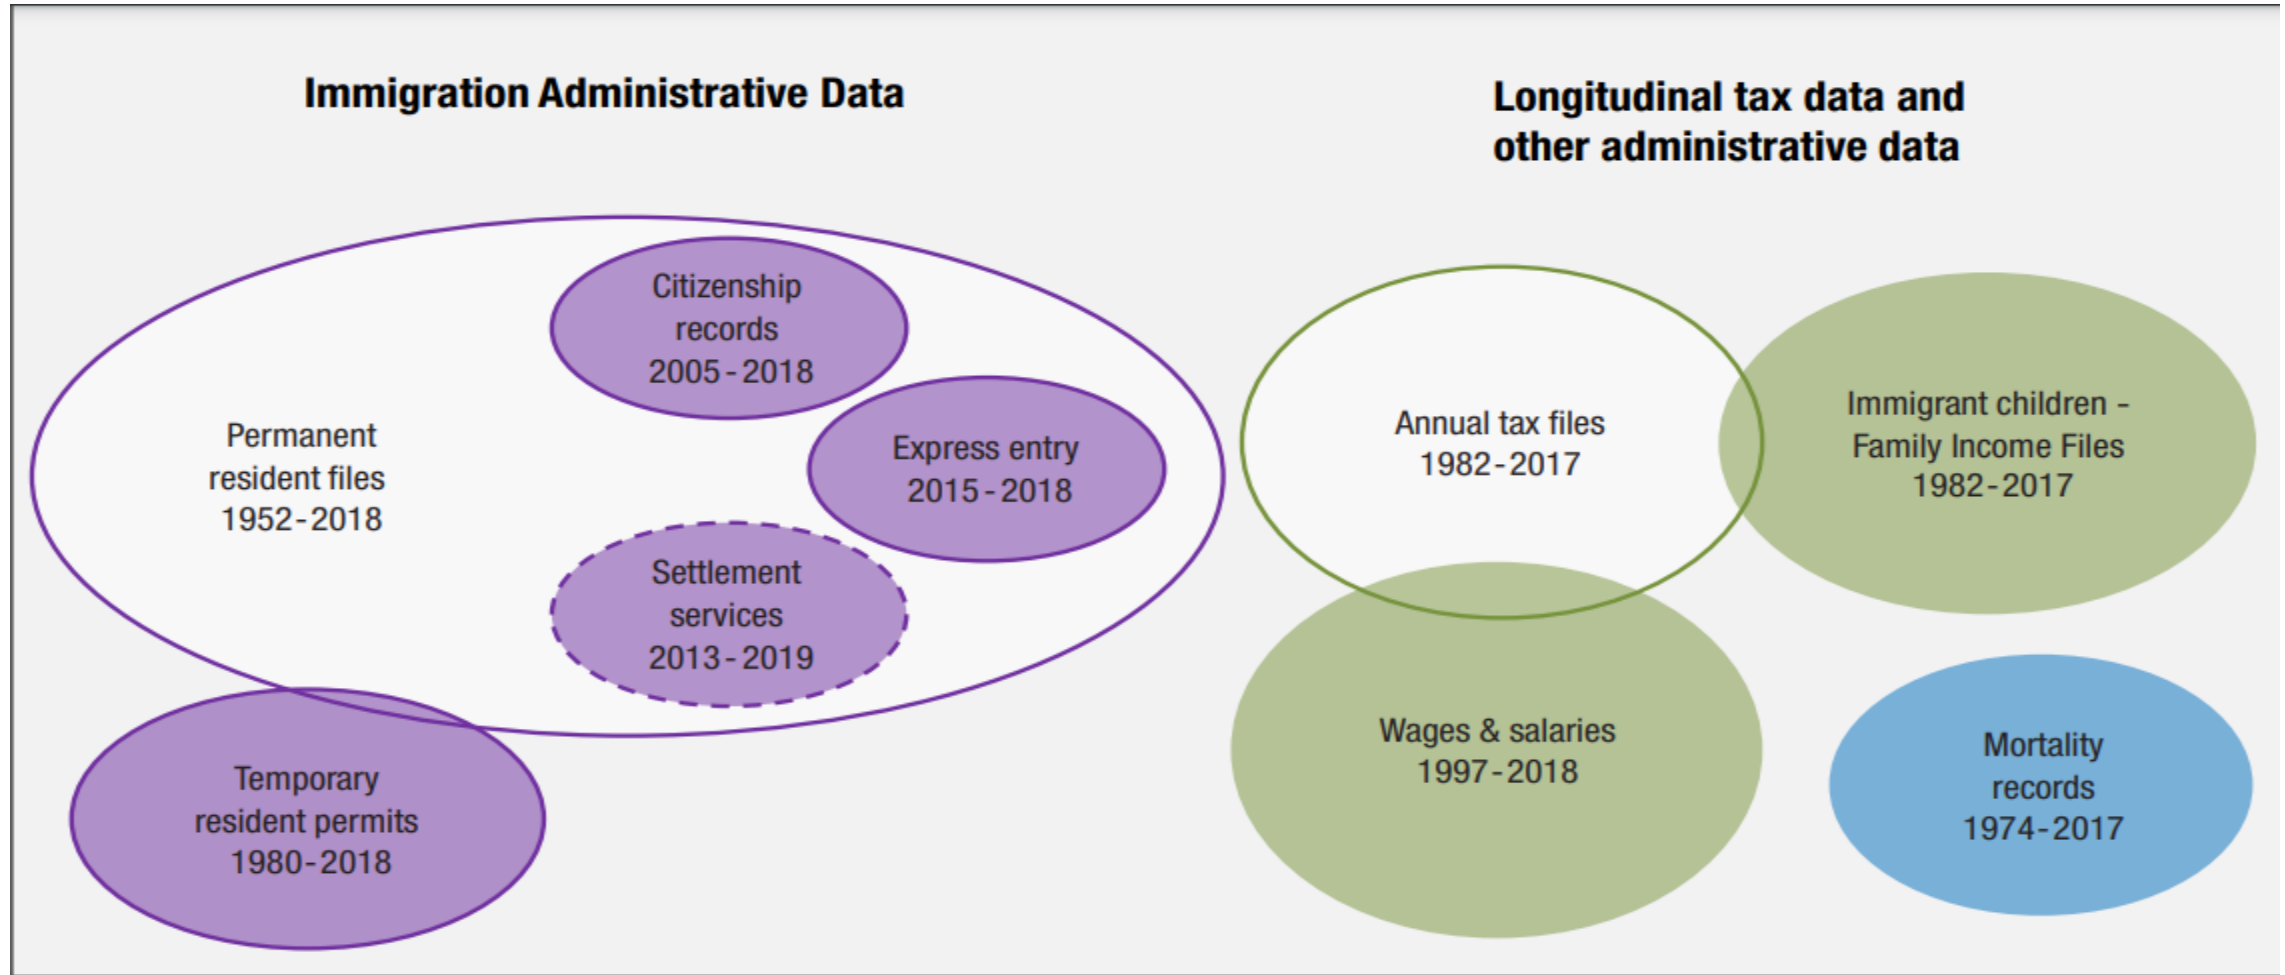 Immigration Administrative Data
Longitudinal tax data and
other administrative data
Citizenship
records
2005-2018
Express entry
2015-2018
Permanent
resident files
1952-2018
Settlement
services
2013-2019
Temporary
resident permits
1980-2018
Annual tax files
1982-2017
Immigrant children -
Family Income Files
1982-2017
Wages & salaries
1997-2018
Mortality
records
1974-2017